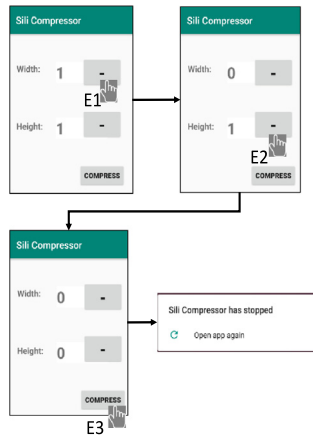 Sili Compressor
Width: 1 -
E1
Height: 1 -
COMPRESS
Sili Compressor
Width: 0 -
Height: 1 -
E2
COMPRESS
Sili Compressor
Width: 0 -
Height: 0 -
COMPRESS
E3
Sili Compressor has stopped
Open app again